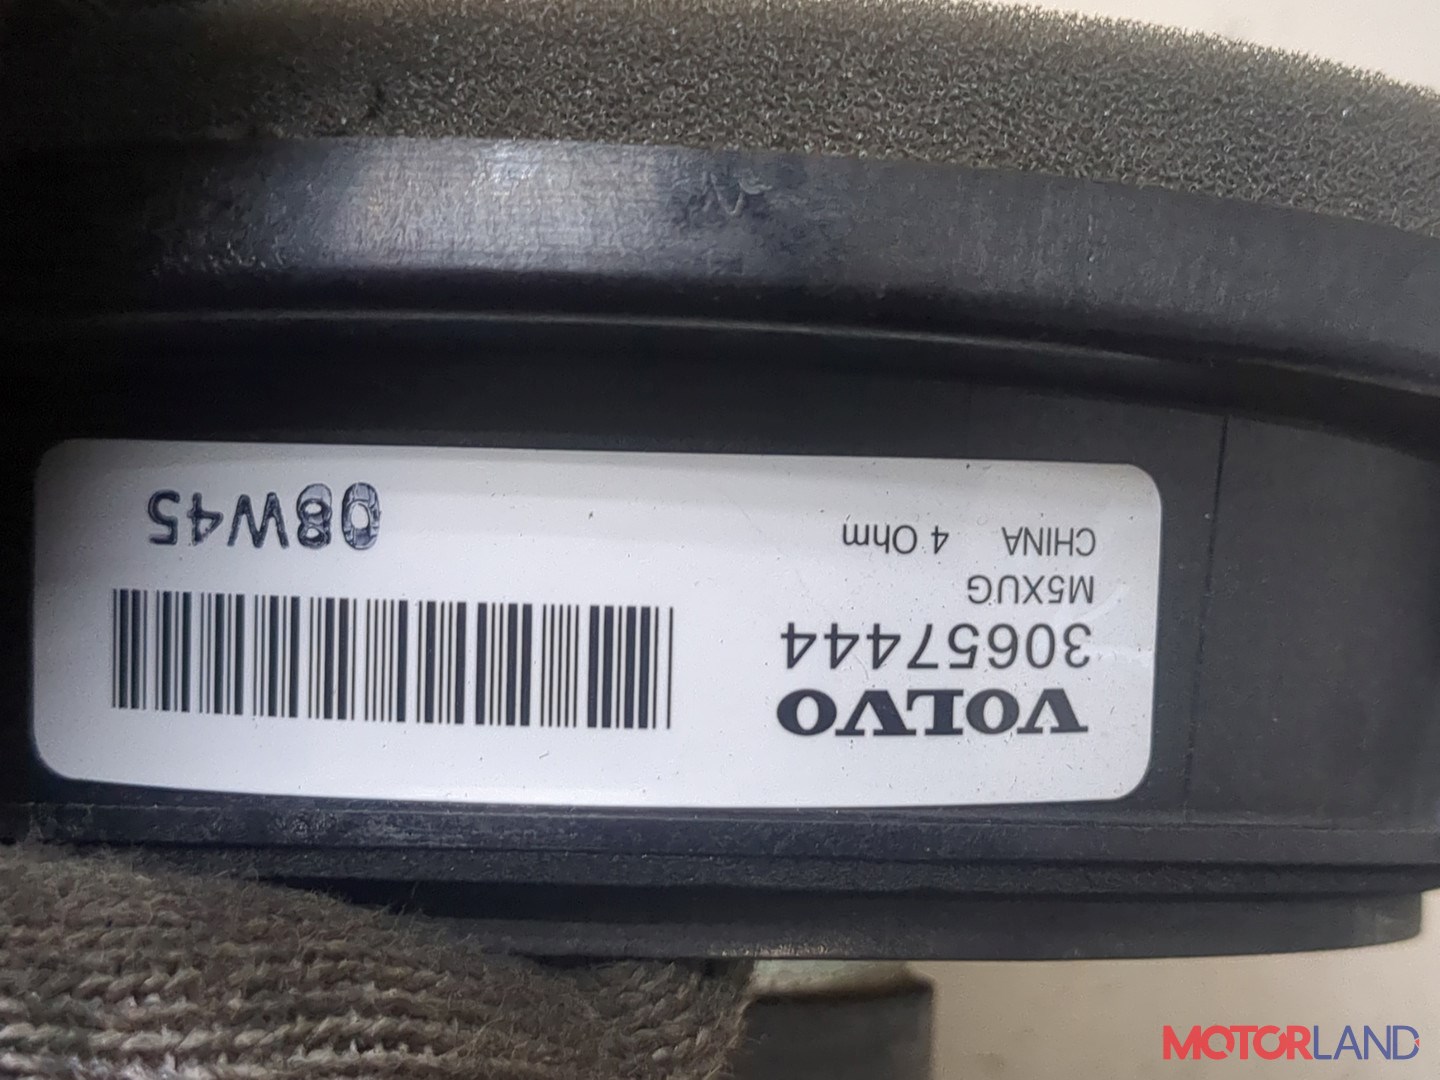 VOLVO
30657444
M5XUG
CHINA 4 Ohm
08W45
MOTORLAND